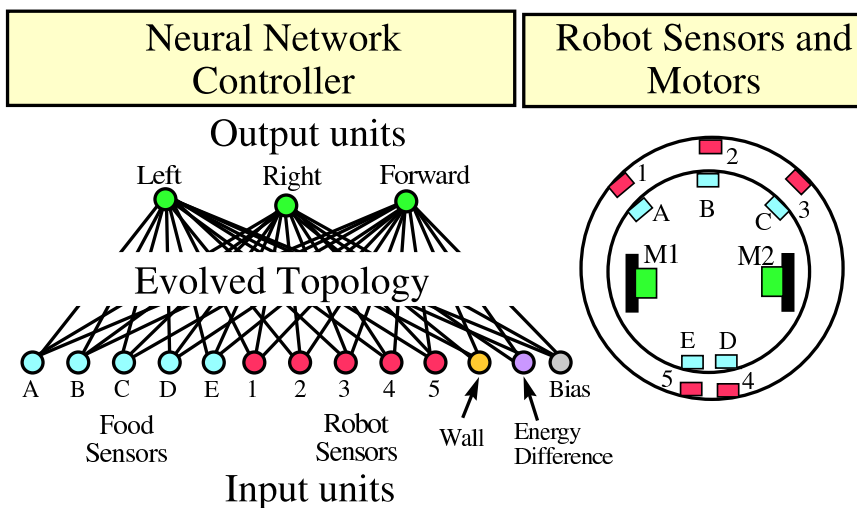 Neural Network
Controller
Robot Sensors and
Motors
Output units
Left Right Forward
Evolved Topology
A B C D E 1 2 3 4 5 Bias
Food
Sensors
Robot
Sensors
Wall
Energy
Difference
Input units
1 2 3
A B C
M1 M2
E D
5 4